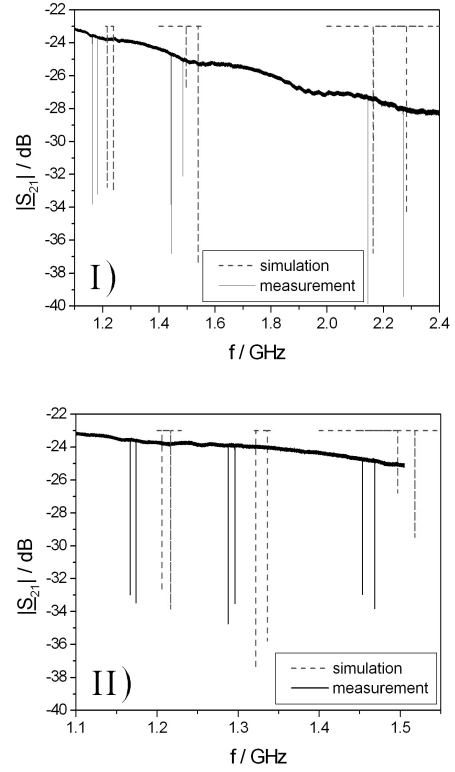 -22
-24
-26
-28
-30
-32
-34
-36
-38
-40
|S21| / dB
I)
simulation
measurement
1.2 1.4 1.6 1.8 2.0 2.2 2.4
f / GHz
-22
-24
-26
-28
-30
-32
-34
-36
-38
-40
|S21| / dB
II)
simulation
measurement
1.1 1.2 1.3 1.4 1.5
f / GHz